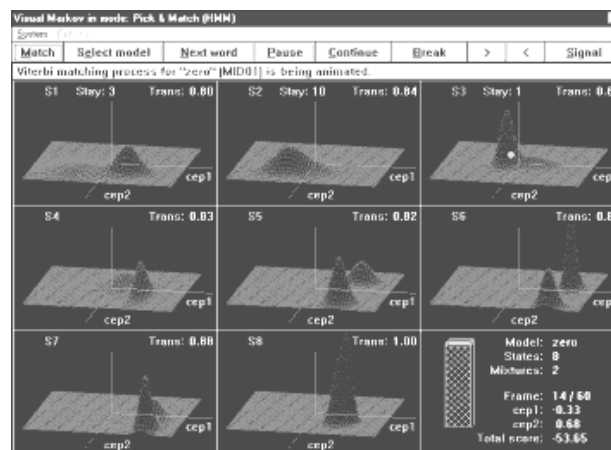 Visual Markov in mode: Pick & Match (HMM)
System
Match Select model Next word Pause Continue Break > < Signal
Viterbi matching process for "zero" (MID01) is being animated.
S1 Stay: 3 Trans: 0.80
cep1
cep2
S2 Stay: 10 Trans: 0.84
cep1
cep2
S3 Stay: 1 Trans:
cep1
cep2
S4 Trans: 0.83
cep1
cep2
S5 Trans: 0.82
cep1
cep2
S6 Trans:
cep1
cep2
S7 Trans: 0.88
cep1
cep2
S8 Trans: 1.00
cep1
cep2
Model: zero
States: 8
Mixtures: 2
Frame: 14/60
cep1: -0.33
cep2: 0.68
Total score: -53.65